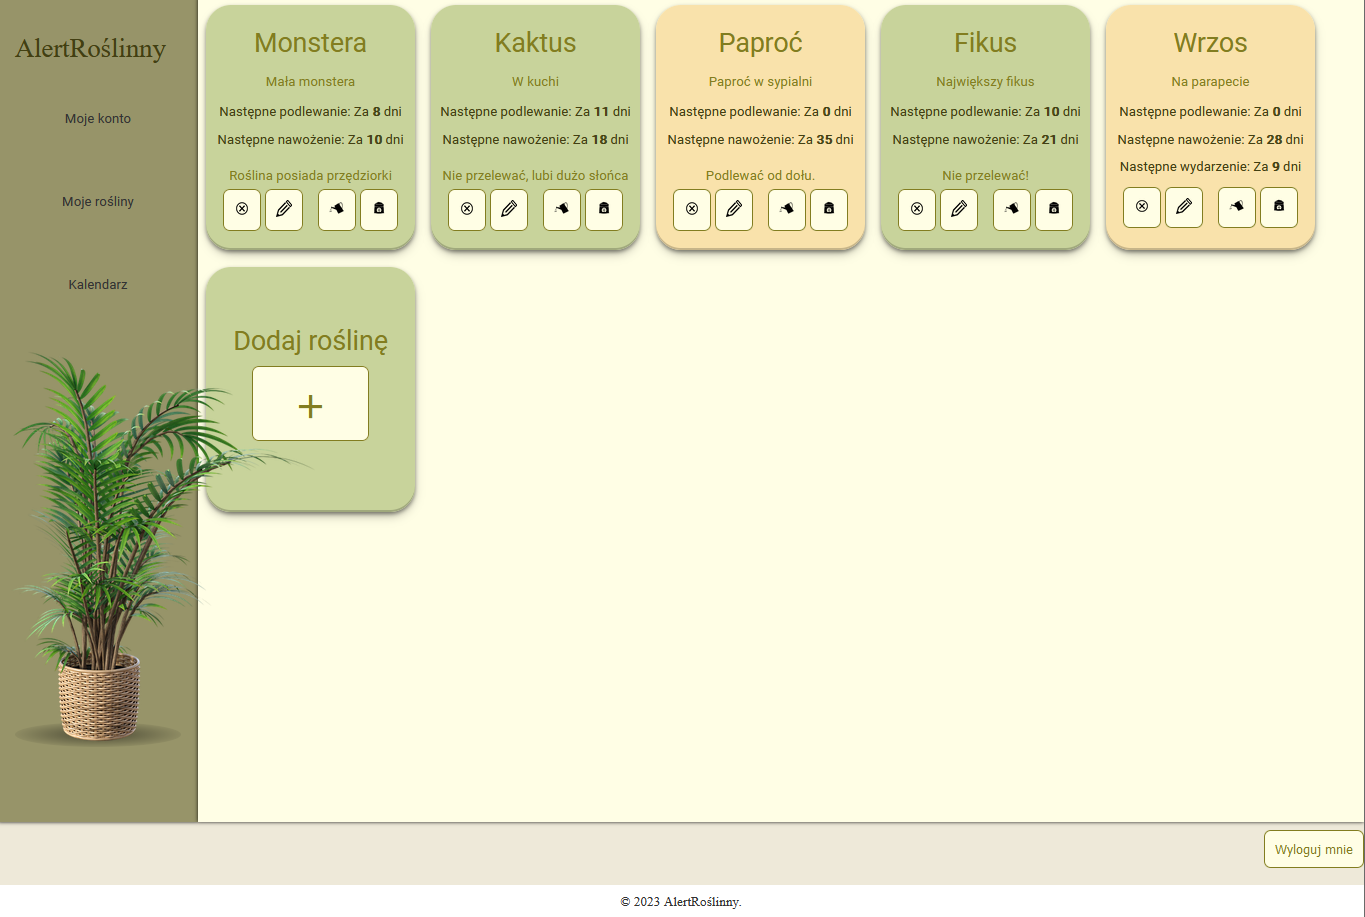 AlertRoślinny
Moje konto
Moje rośliny
Kalendarz
Monstera
Mała monstera
Następne podlewanie: Za 8 dni
Następne nawożenie: Za 10 dni
Roślina posiada przędziorki
Kaktus
W kuchi
Następne podlewanie: Za 11 dni
Następne nawożenie: Za 18 dni
Nie przelewać, lubi dużo słońca
Paproć
Paproć w sypialni
Następne podlewanie: Za 0 dni
Następne nawożenie: Za 35 dni
Podlewać od dołu.
Fikus
Największy fikus
Następne podlewanie: Za 10 dni
Następne nawożenie: Za 21 dni
Nie przelewać!
Wrzos
Na parapecie
Następne podlewanie: Za 0 dni
Następne nawożenie: Za 28 dni
Następne wydarzenie: Za 9 dni
Dodaj roślinę
+
Wyloguj mnie
© 2023 AlertRoślinny.